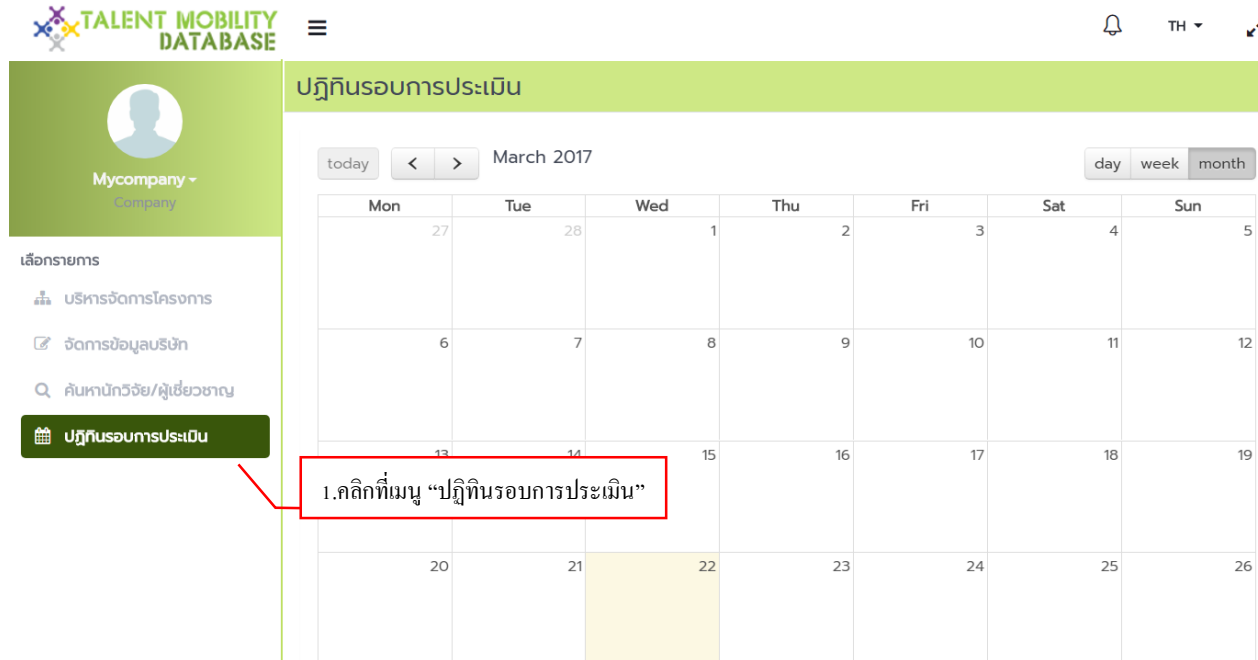 TALENT MOBILITY
DATABASE
TH
Mycompany
Company
เลือกรายการ
บริหารจัดการโครงการ
จัดการข้อมูลบริษัท
ค้นหานักวิจัย/ผู้เชี่ยวชาญ
ปฏิทินรอบการประเมิน
ปฏิทินรอบการประเมิน
today
March 2017
day week month
Mon Tue Wed Thu Fri Sat Sun
27 28 1 2 3 4 5
6 7 8 9 10 11 12
13 14 15 16 17 18 19
1.คลิกที่เมนู “ปฏิทินรอบการประเมิน”
20 21 22 23 24 25 26